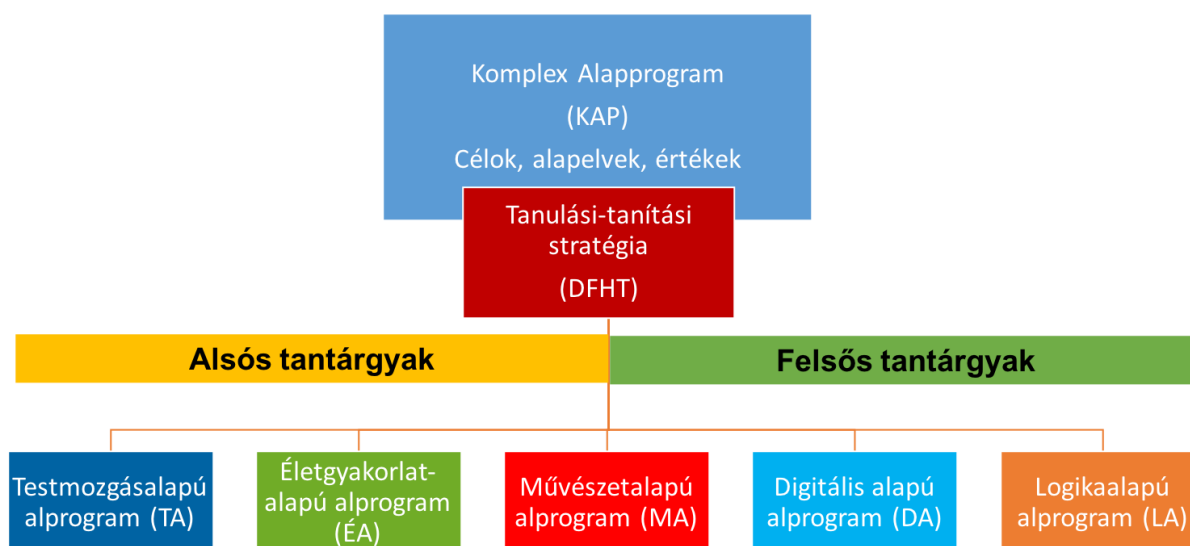 Komplex Alapprogram
(KAP)
Célok, alapelvek, értékek
Tanulási-tanítási
stratégia
(DFHT)
Alsós tantárgyak
Felsős tantárgyak
Testmozgásalapú
alprogram (TA)
Életgyakorlat-
alapú alprogram
(ÉA)
Művészetalapú
alprogram (MA)
Digitális alapú
alprogram (DA)
Logikaalapú
alprogram (LA)